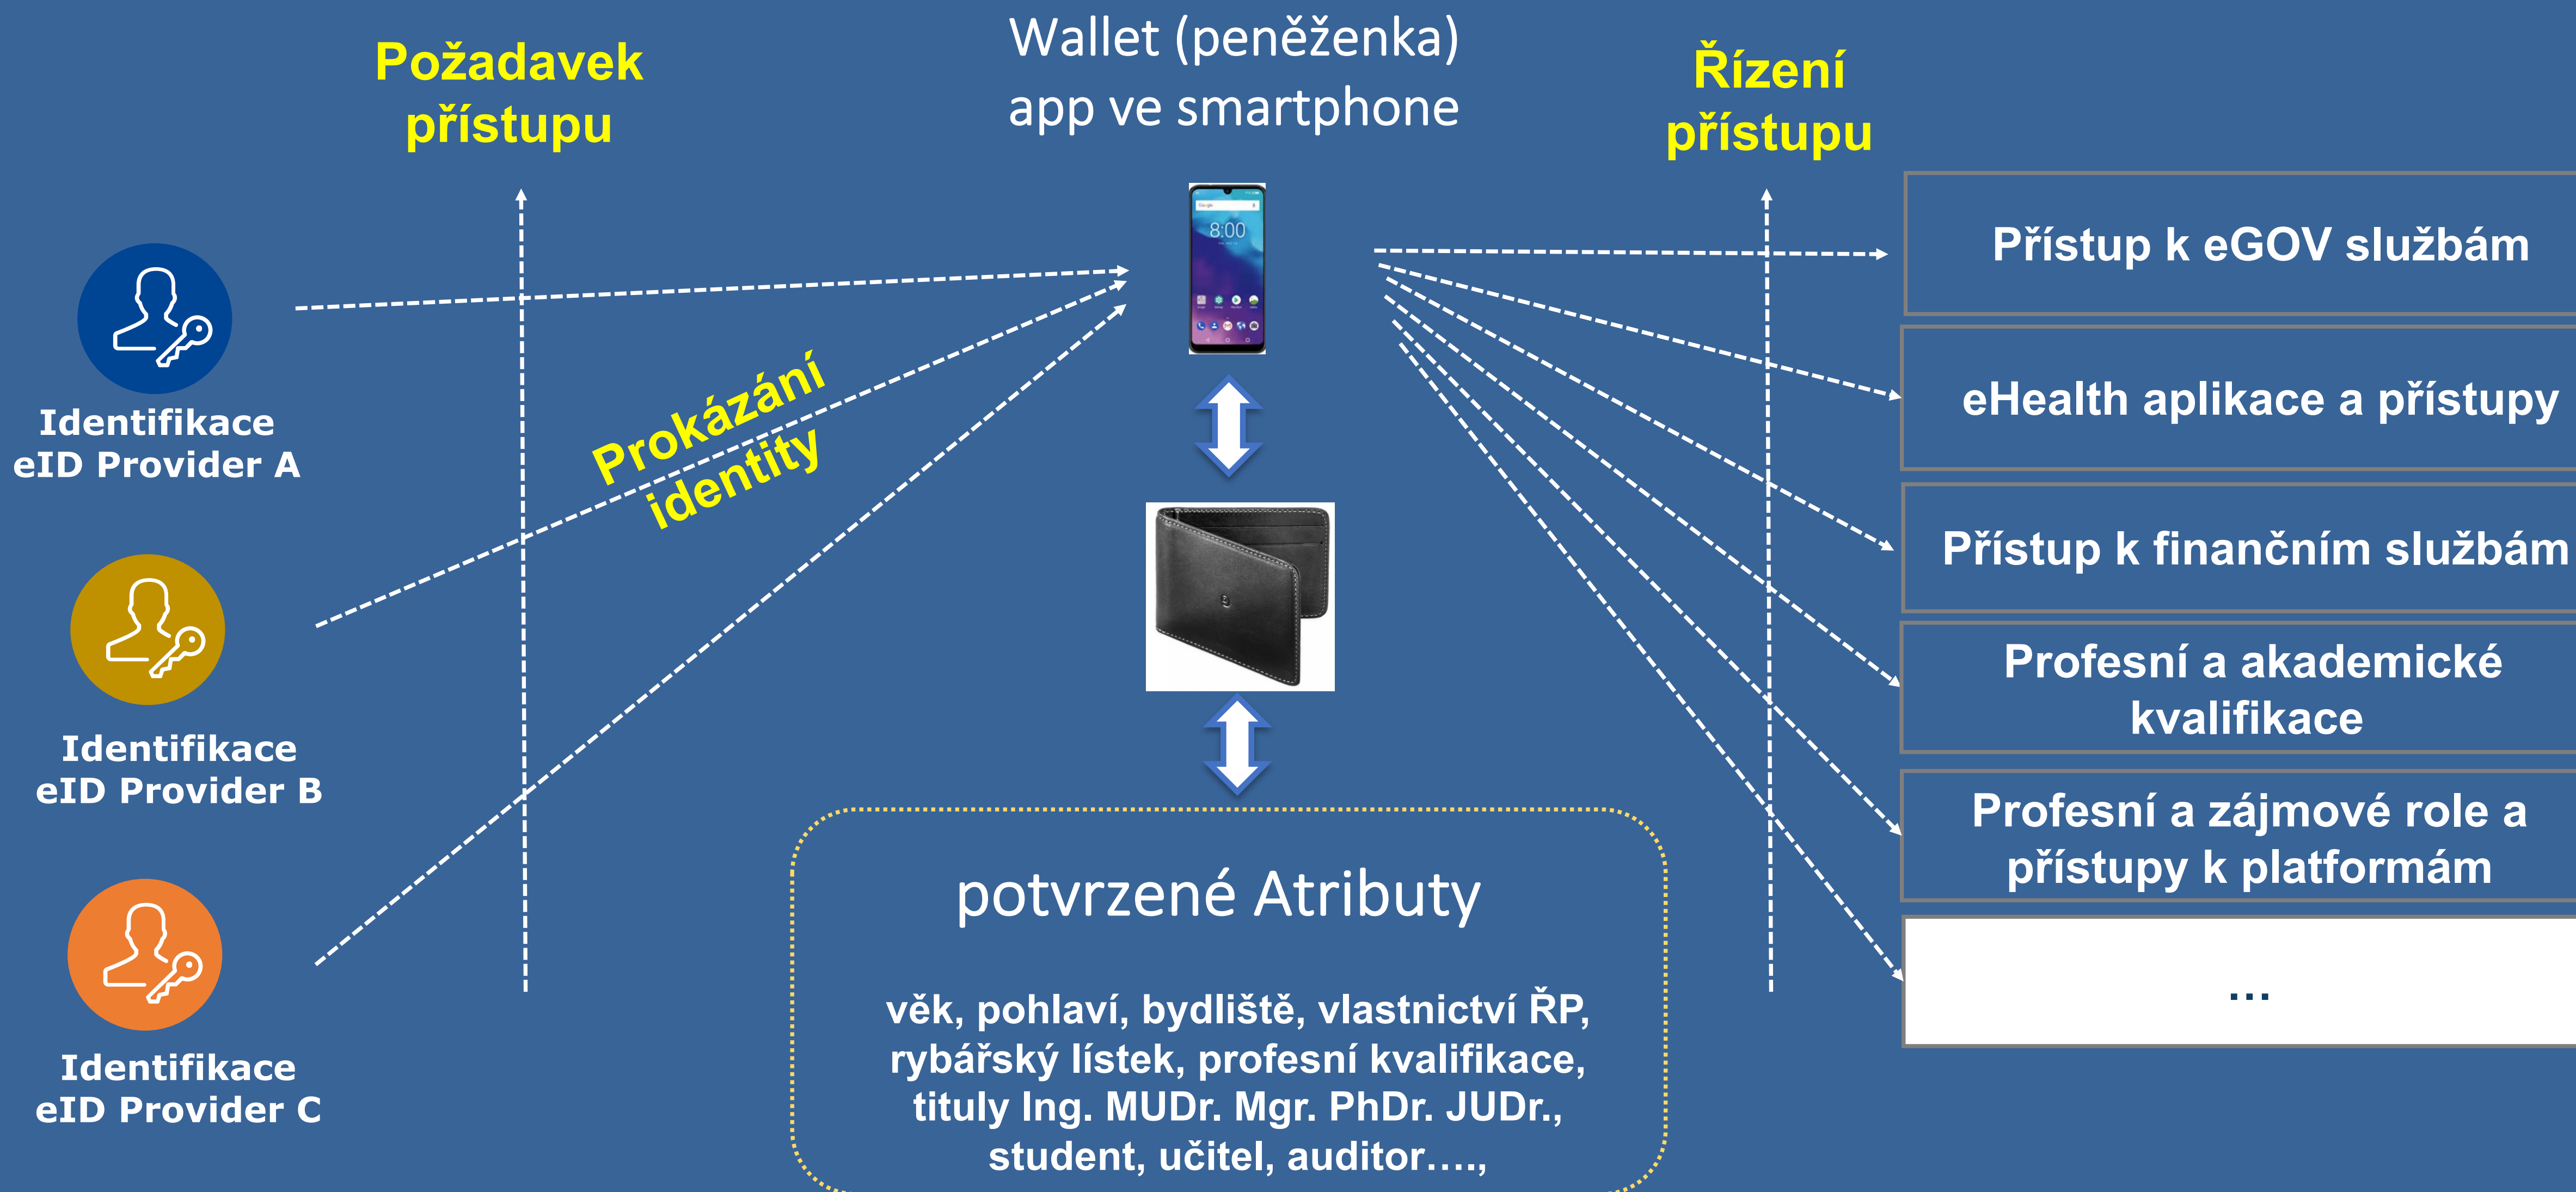 Požadavek
přístupu
Wallet (peněženka)
app ve smartphone
Řízení
přístupu
Identifikace
eID Provider A
Identifikace
eID Provider B
Identifikace
eID Provider C
Prokázání
identity
8:00
potvrzené Atributy
věk, pohlaví, bydliště, vlastnictví ŘP,
rybářský lístek, profesní kvalifikace,
tituly Ing. MUDr. Mgr. PhDr. JUDr.,
student, učitel, auditor….,
Přístup k eGOV službám
eHealth aplikace a přístupy
Přístup k finančním službám
Profesní a akademické
kvalifikace
Profesní a zájmové role a
přístupy k platformám
…